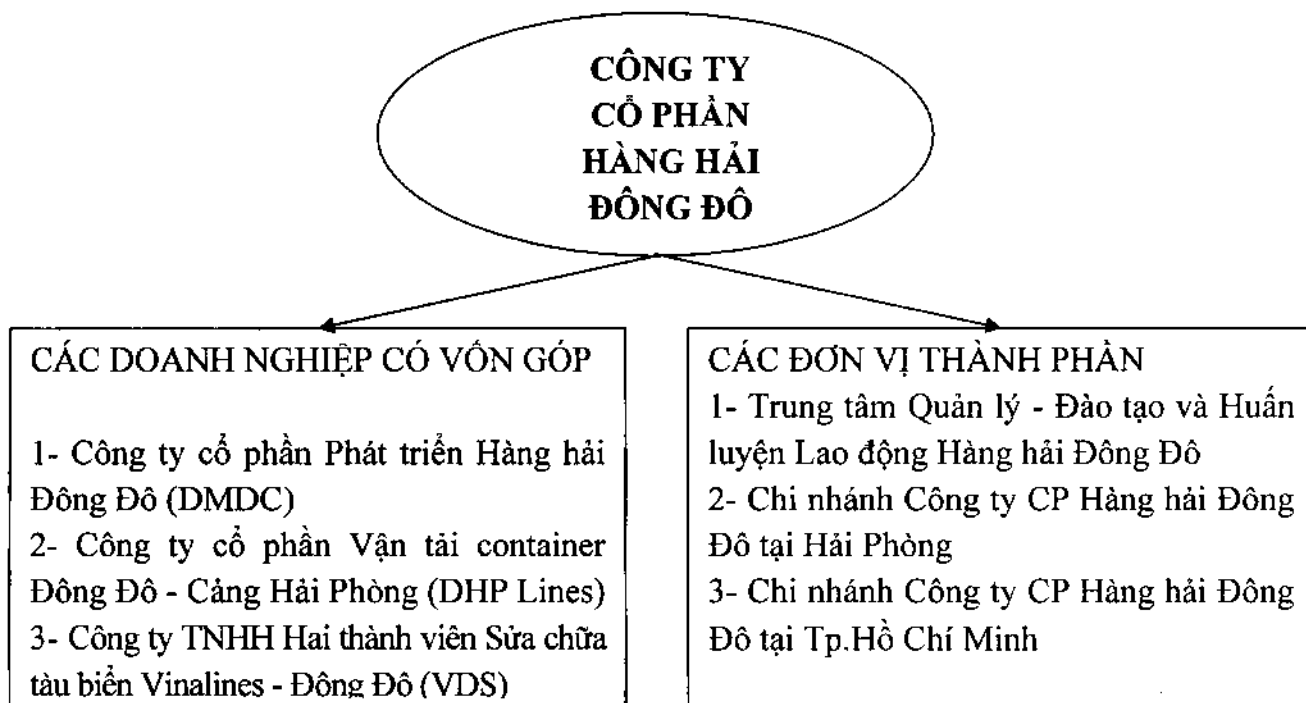 CÔNG TY
CỔ PHẦN
HÀNG HẢI
ĐÔNG ĐÔ
CÁC DOANH NGHIỆP CÓ VỐN GÓP
1- Công ty cổ phần Phát triển Hàng hải
Đông Đô (DMDC)
2- Công ty cổ phần Vận tải container
Đông Đô - Cảng Hải Phòng (DHP Lines)
3- Công ty TNHH Hai thành viên Sửa chữa
tàu biển Vinalines - Đông Đô (VDS)
CÁC ĐƠN VỊ THÀNH PHẦN
1- Trung tâm Quản lý - Đào tạo và Huấn
luyện Lao động Hàng hải Đông Đô
2- Chi nhánh Công ty CP Hàng hải Đông
Đô tại Hải Phòng
3- Chi nhánh Công ty CP Hàng hải Đông
Đô tại Tp.Hồ Chí Minh